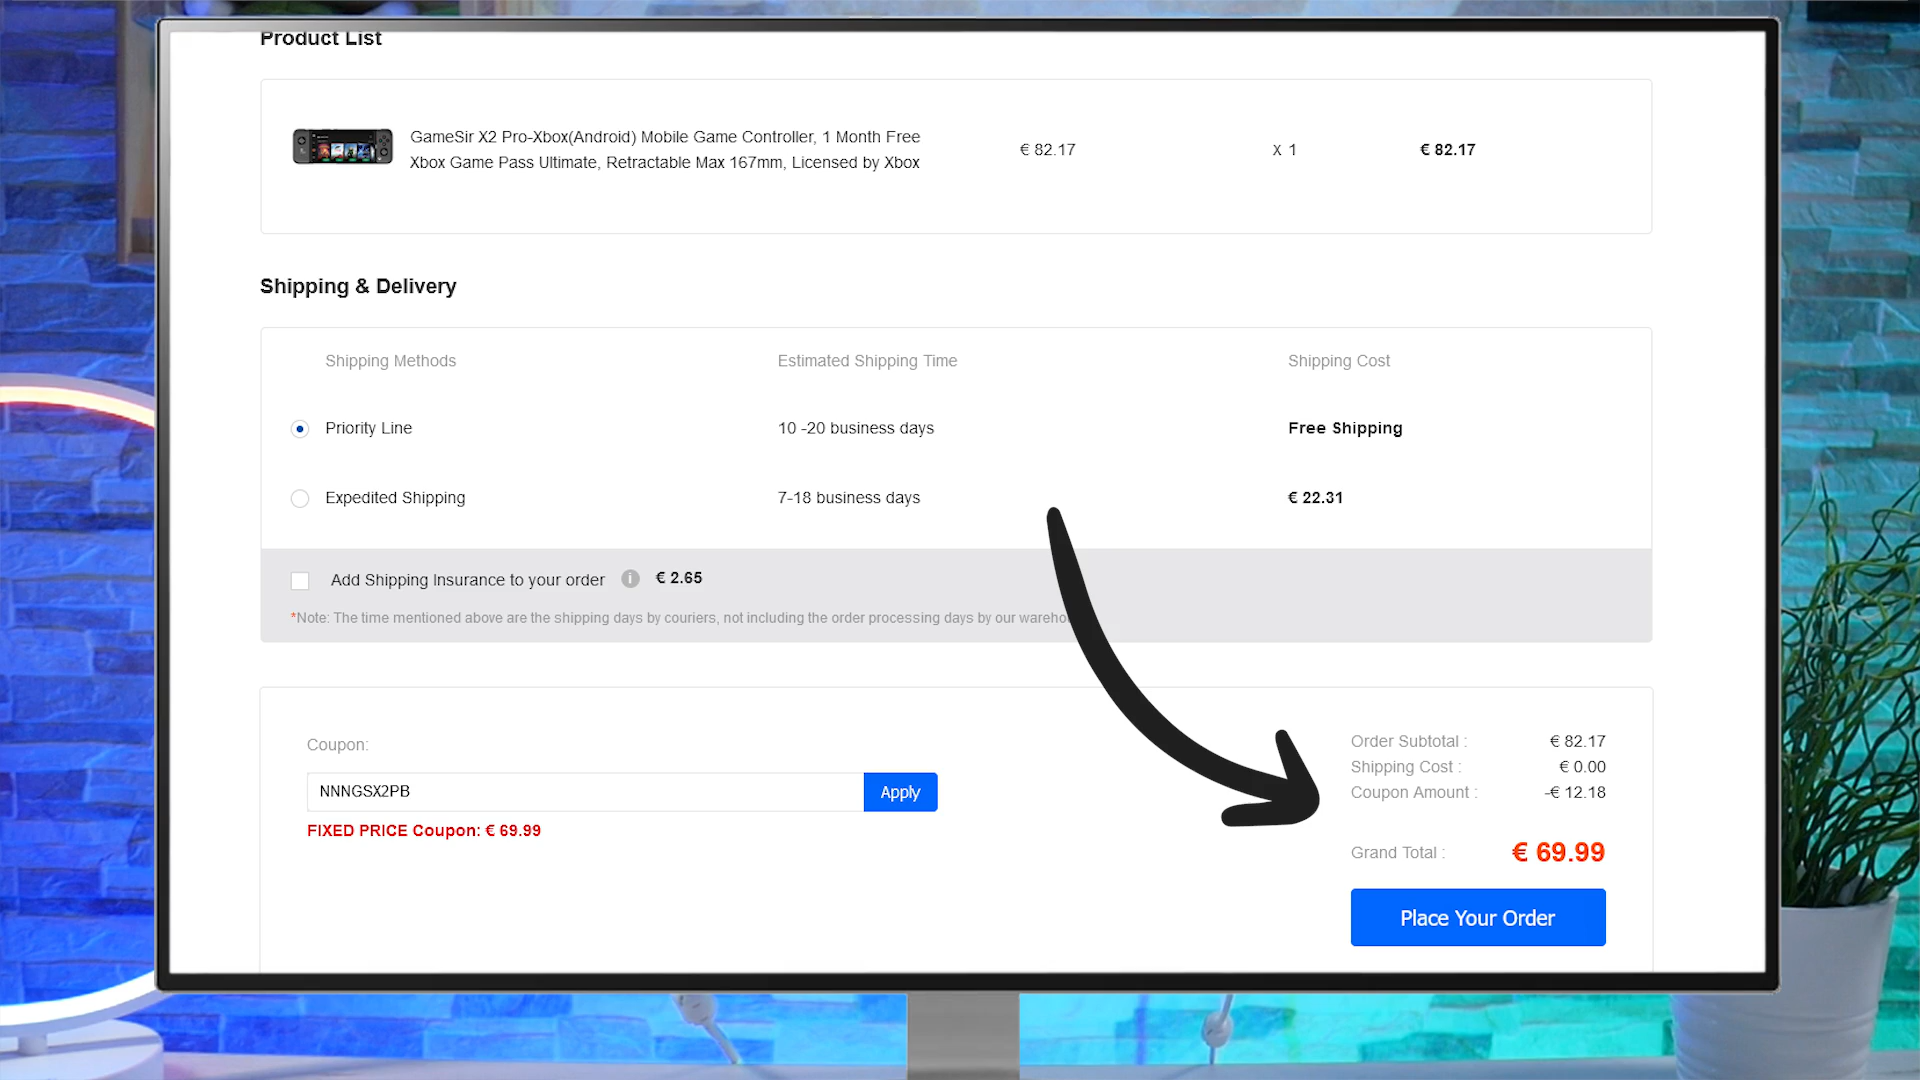 Product List
GameSir X2 Pro-Xbox(Android) Mobile Game Controller, 1 Month Free
Xbox Game Pass Ultimate, Retractable Max 167mm, Licensed by Xbox
€ 82.17
X 1
€ 82.17
Shipping & Delivery
Shipping Methods
Estimated Shipping Time
Shipping Cost
Priority Line
10 -20 business days
Free Shipping
Expedited Shipping
7-18 business days
€ 22.31
Add Shipping Insurance to your order
€ 2.65
*Note: The time mentioned above are the shipping days by couriers, not including the order processing days by our
Coupon:
NNNGSX2PB
Apply
FIXED PRICE Coupon: € 69.99
Order Subtotal : € 82.17
Shipping Cost : € 0.00
Coupon Amount : -€ 12.18
Grand Total : € 69.99
Place Your Order